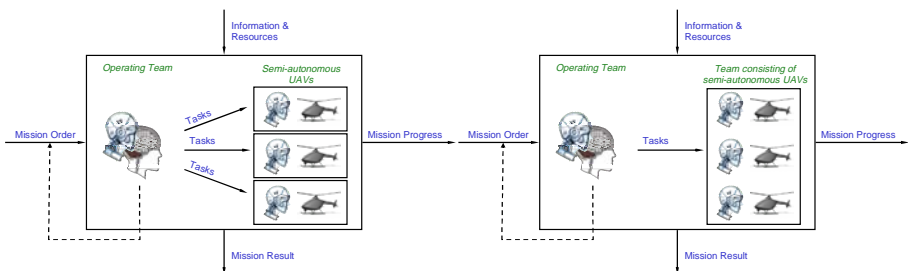 Information &
Resources
Operating Team
Semi-autonomous
UAVs
Mission Order
Tasks
Tasks
Tasks
Mission Progress
Mission Result
Information &
Resources
Operating Team
Team consisting of
semi-autonomous UAVs
Mission Order
Tasks
Mission Progress
Mission Result